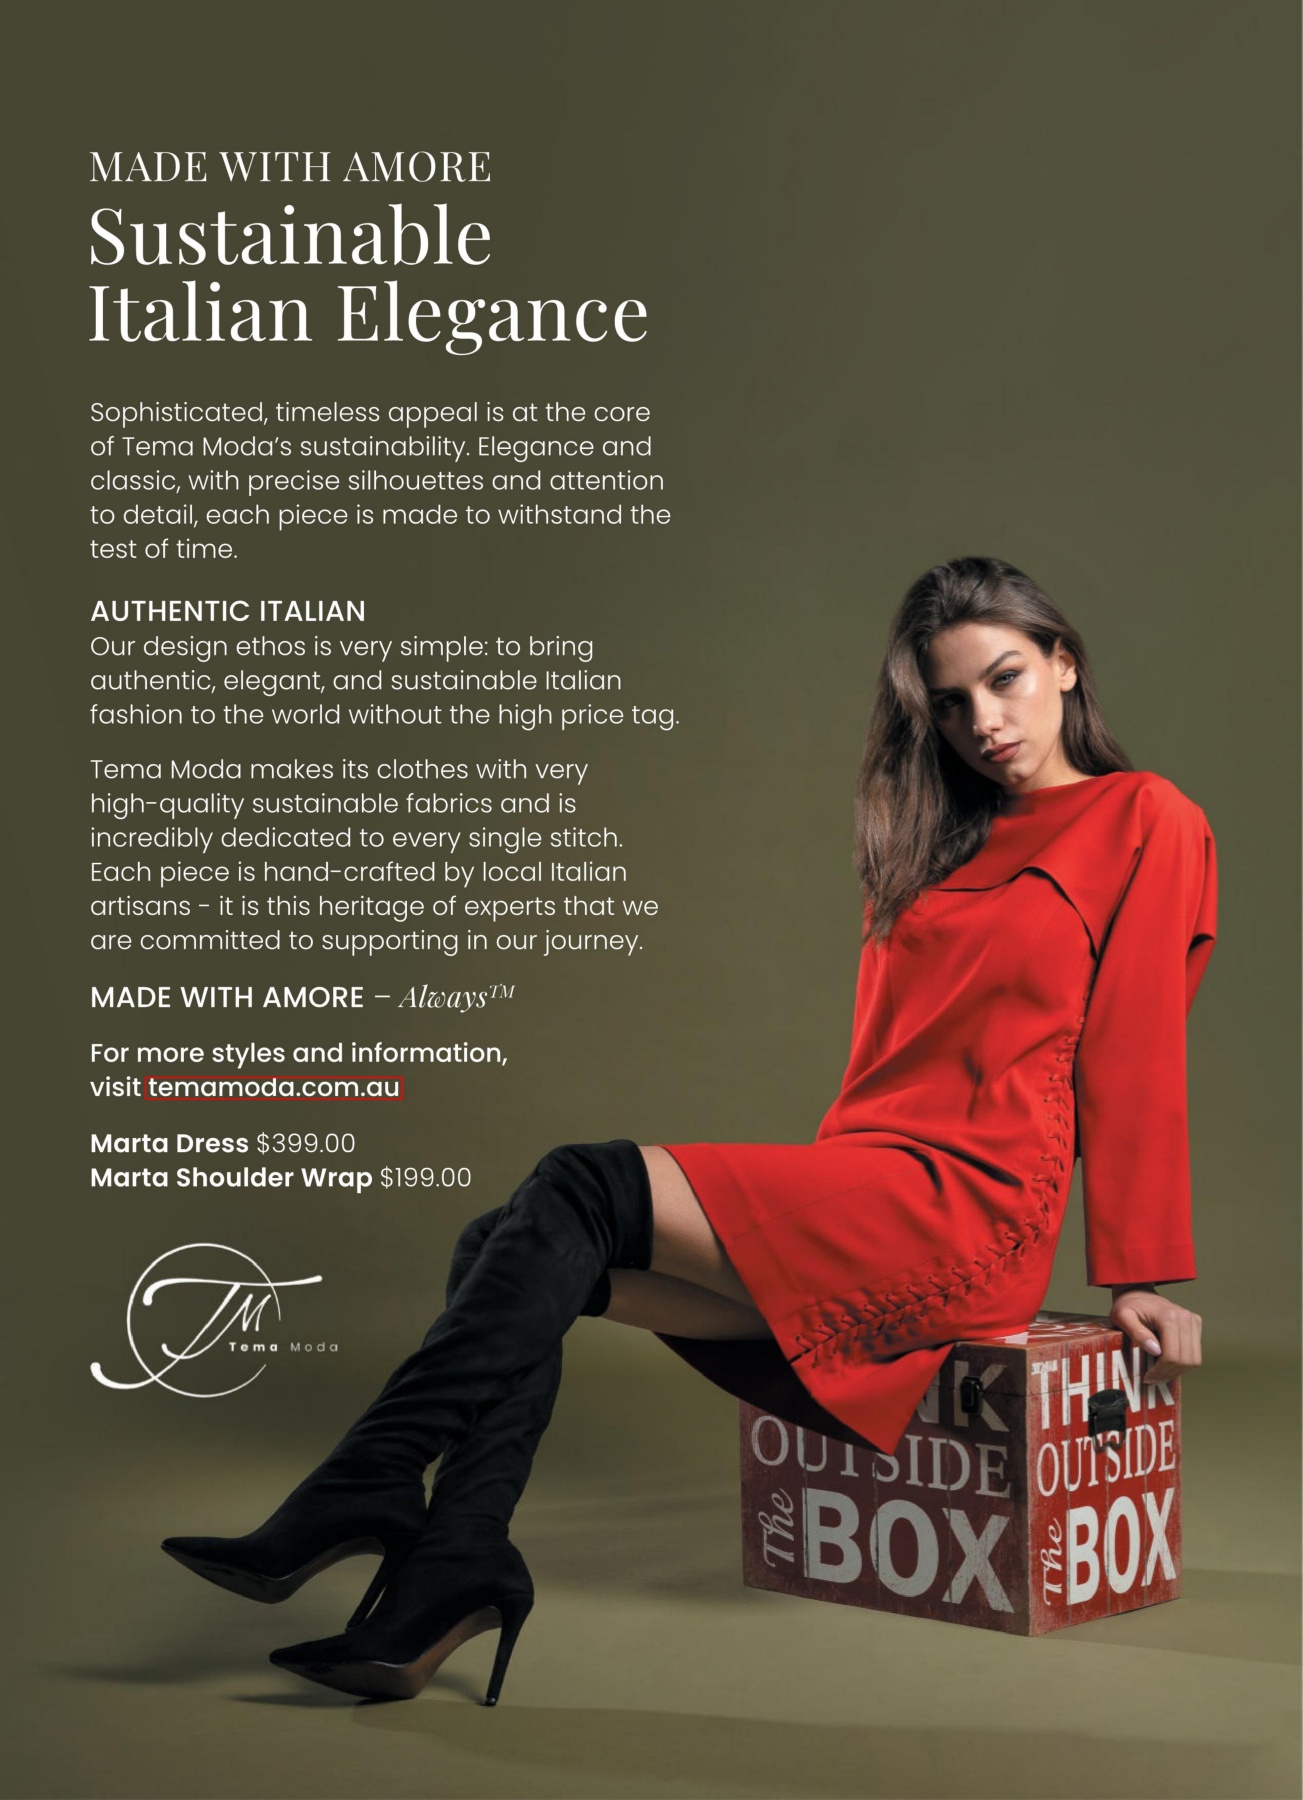 MADE WITH AMORE
Sustainable
Italian Elegance
Sophisticated, timeless appeal is at the core
of Tema Moda's sustainability. Elegance and
classic, with precise silhouettes and attention
to detail, each piece is made to withstand the
test of time.
AUTHENTIC ITALIAN
Our design ethos is very simple: to bring
authentic, elegant, and sustainable Italian
fashion to the world without the high price tag.
Tema Moda makes its clothes with very
high-quality sustainable fabrics and is
incredibly dedicated to every single stitch.
Each piece is hand-crafted by local Italian
artisans - it is this heritage of experts that we
are committed to supporting in our journey.
MADE WITH AMORE – Always™
For more styles and information,
visit temamoda.com.au
Marta Dress $399.00
Marta Shoulder Wrap $199.00
TM
Tema Moda
NK
OUTSIDE
The BOX
THINK
OUTSIDE
The BOX